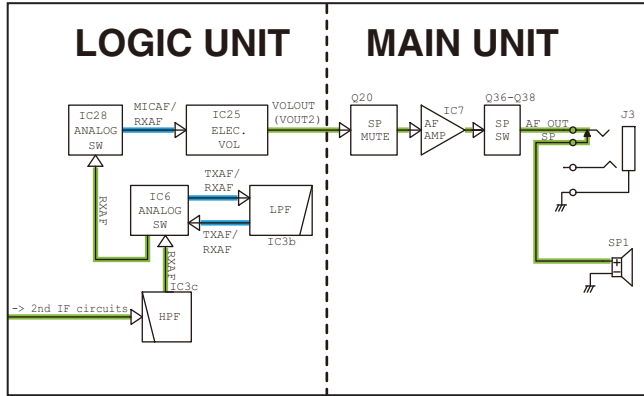 LOGIC UNIT
MAIN UNIT
IC28
ANALOG
SW
MICAF/
RXAF
IC25
ELEC.
VOL
VOLOUT
(VOUT2)
Q20
SP
MUTE
IC7
AF
AMP
Q36-Q38
SP
SW
AF OUT
SP
J3
RXAF
IC6
ANALOG
SW
TXAF/
RXAF
TXAF/
RXAF
LPF
IC3b
RXAF
IC3c
HPF
-> 2nd IF circuits
SP1
+
-